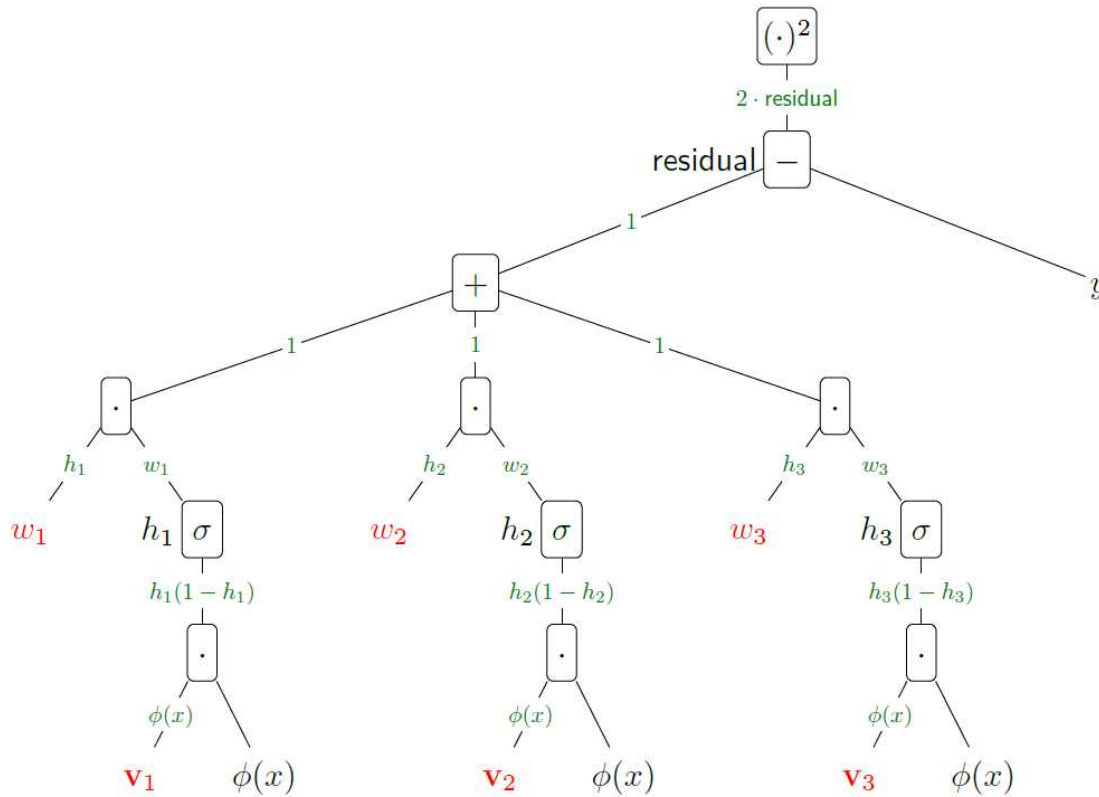 (·)²
2 · residual
residual −
1
+ y
1 1 1
· · ·
h₁ w₁ h₂ w₂ h₃ w₃
w₁ h₁ σ w₂ h₂ σ w₃ h₃ σ
h₁(1 − h₁) h₂(1 − h₂) h₃(1 − h₃)
· · ·
ϕ(x) ϕ(x) ϕ(x)
v₁ ϕ(x) v₂ ϕ(x) v₃ ϕ(x)